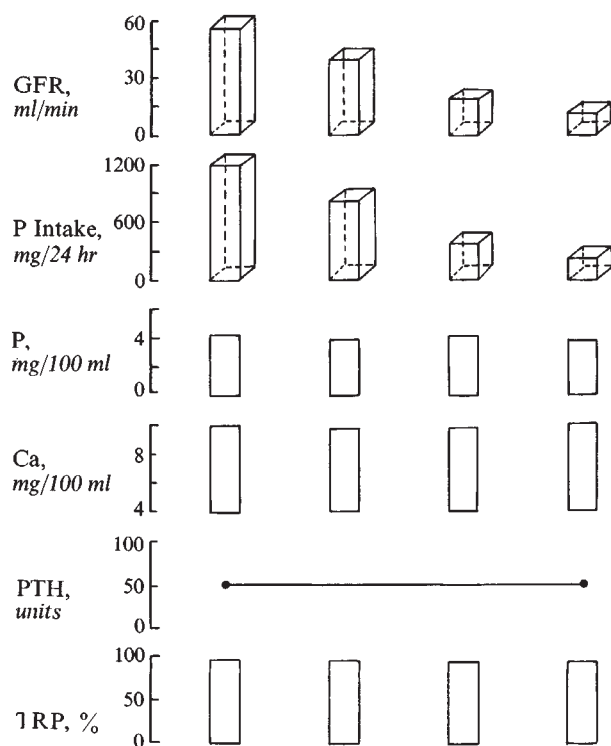 60
GFR,
30
ml/min
0
1200
P Intake,
600
mg/24 hr
0
P,
4
mg/100 ml
0
Ca,
8
mg/100 ml
4
100
PTH,
50
units
0
100
50
TRP, %
0